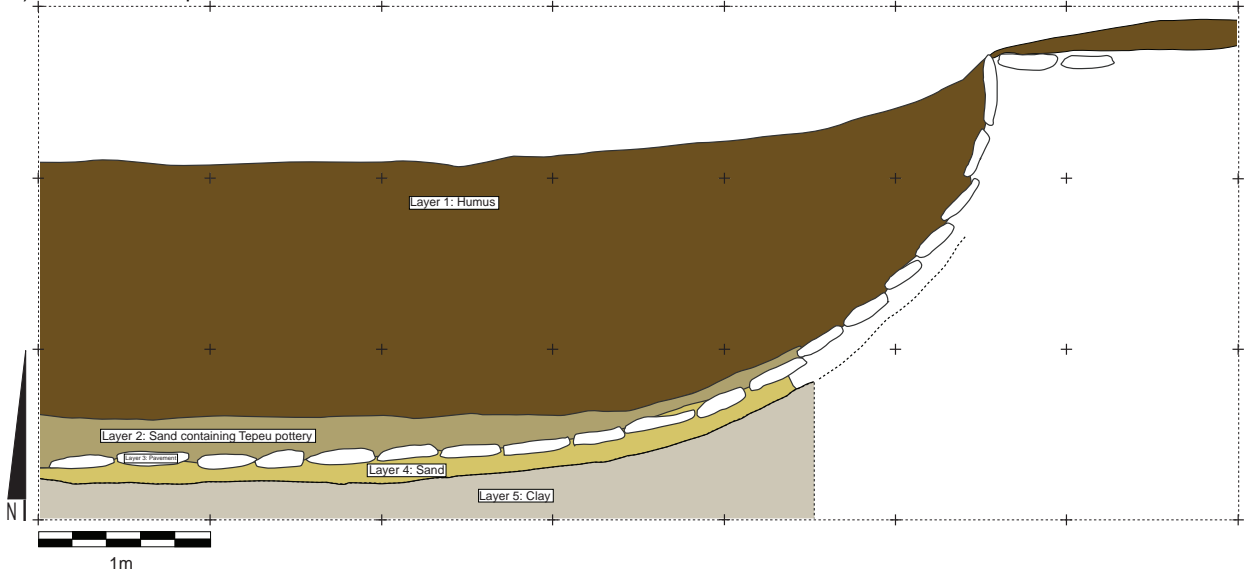 Layer 1: Humus
Layer 2: Sand containing Tepeu pottery
Layer 3: Pavement
Layer 4: Sand
Layer 5: Clay
N
1m